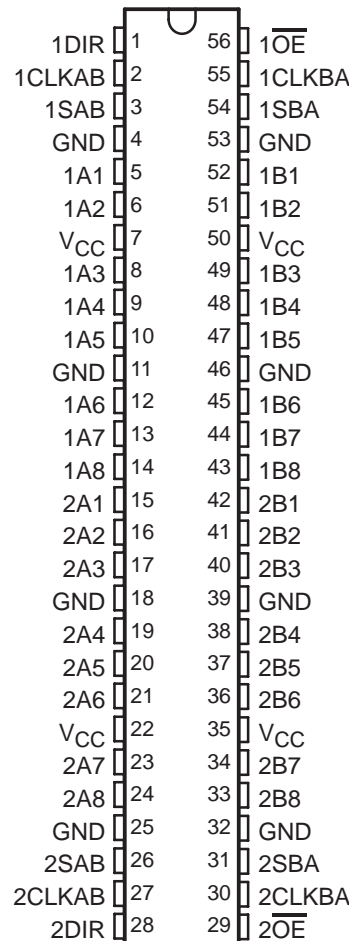 1DIR 1 56 1OE
1CLKAB 2 55 1CLKBA
1SAB 3 54 1SBA
GND 4 53 GND
1A1 5 52 1B1
1A2 6 51 1B2
VCC 7 50 VCC
1A3 8 49 1B3
1A4 9 48 1B4
1A5 10 47 1B5
GND 11 46 GND
1A6 12 45 1B6
1A7 13 44 1B7
1A8 14 43 1B8
2A1 15 42 2B1
2A2 16 41 2B2
2A3 17 40 2B3
GND 18 39 GND
2A4 19 38 2B4
2A5 20 37 2B5
2A6 21 36 2B6
VCC 22 35 VCC
2A7 23 34 2B7
2A8 24 33 2B8
GND 25 32 GND
2SAB 26 31 2SBA
2CLKAB 27 30 2CLKBA
2DIR 28 29 2OE